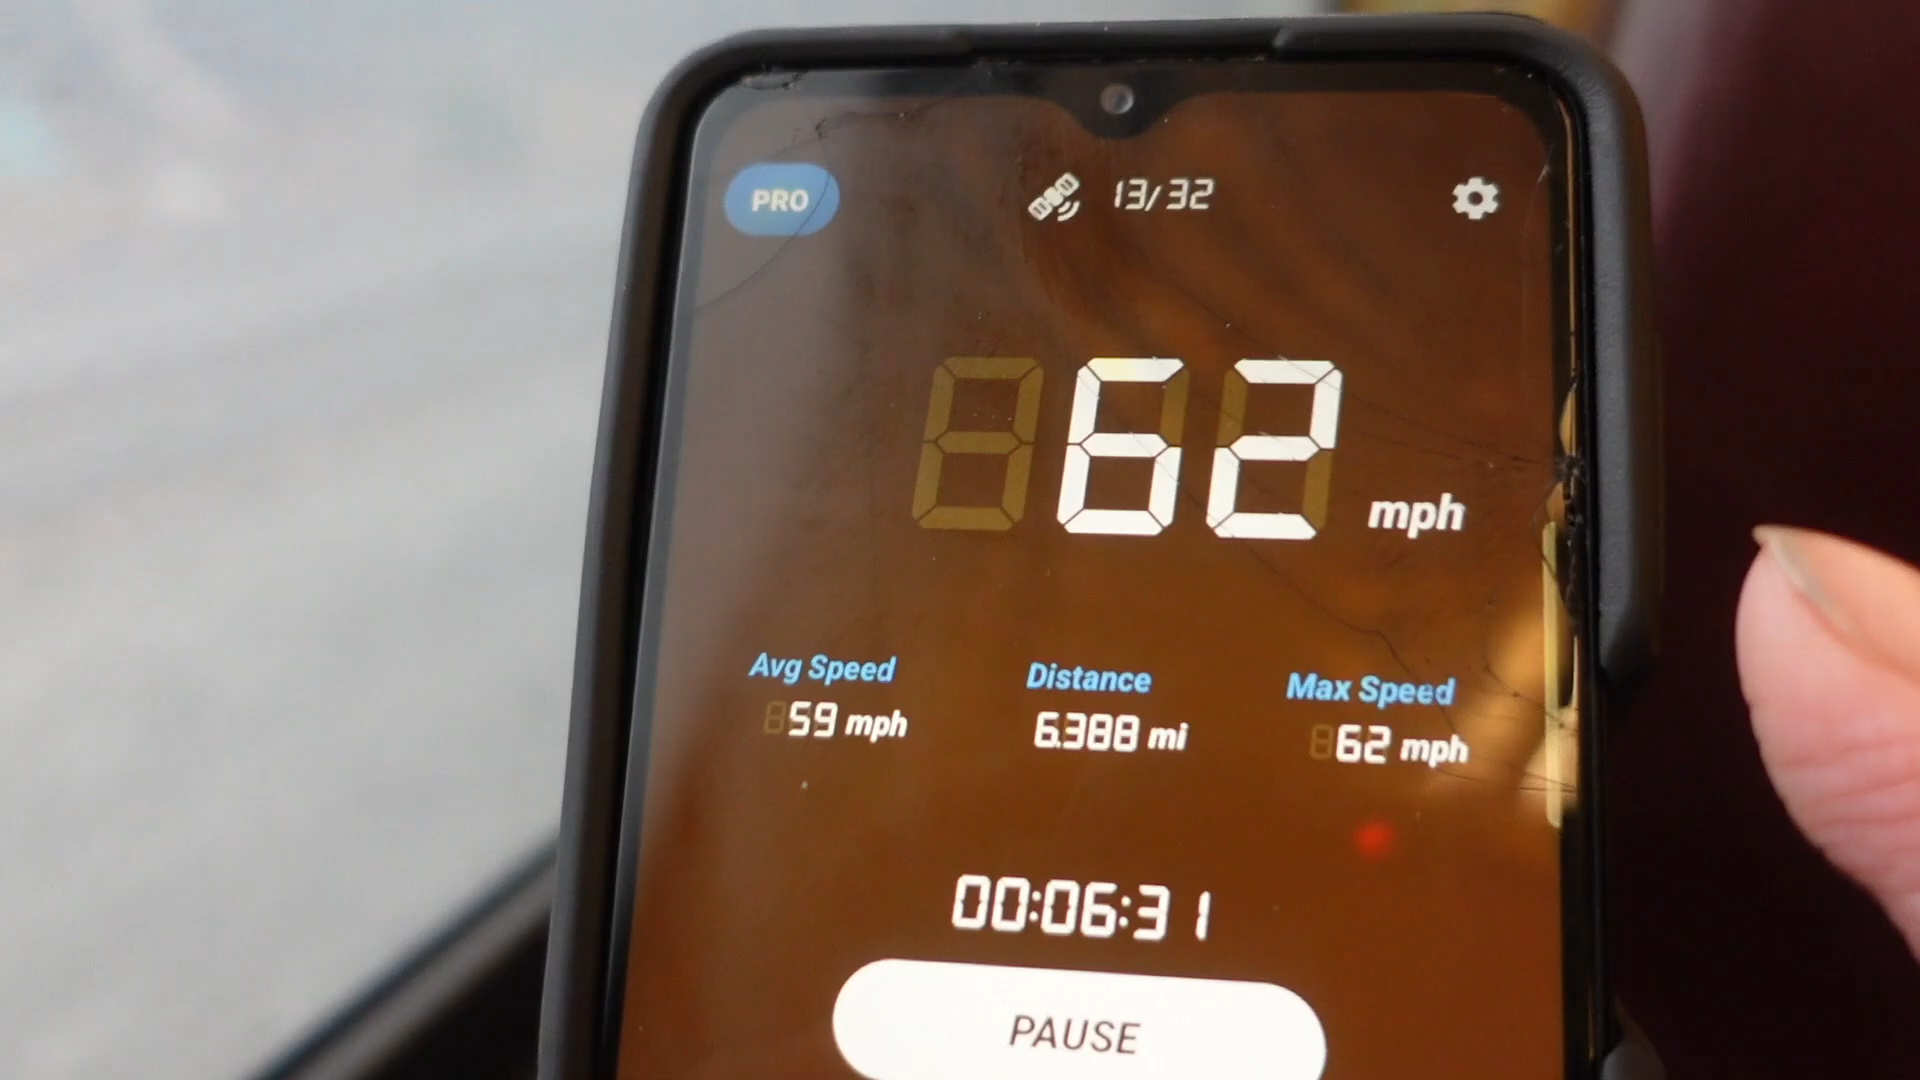 PRO 13/32
62 mph
Avg Speed Distance Max Speed
59 mph 6.388 mi 62 mph
00:06:31
PAUSE